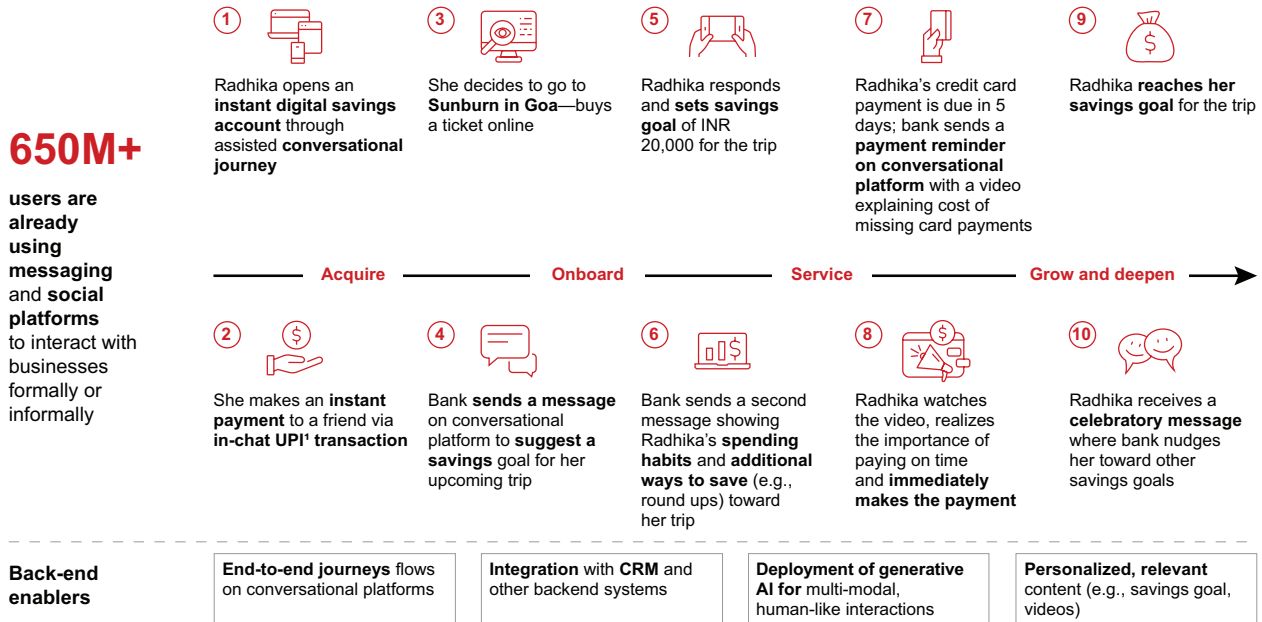 650M+
users are
already
using
messaging
and social
platforms
to interact with
businesses
formally or
informally
1
Radhika opens an
instant digital savings
account through
assisted conversational
journey
3
She decides to go to
Sunburn in Goa—buys
a ticket online
5
Radhika responds
and sets savings
goal of INR
20,000 for the trip
7
Radhika's credit card
payment is due in 5
days; bank sends a
payment reminder
on conversational
platform with a video
explaining cost of
missing card payments
9
$
Radhika reaches her
savings goal for the trip
Acquire
Onboard
Service
Grow and deepen
2
$
She makes an instant
payment to a friend via
in-chat UPI¹ transaction
4
Bank sends a message
on conversational
platform to suggest a
savings goal for her
upcoming trip
6
$
Bank sends a second
message showing
Radhika's spending
habits and additional
ways to save (e.g.,
round ups) toward
her trip
8
$
Radhika watches
the video, realizes
the importance of
paying on time
and immediately
makes the payment
10
Radhika receives a
celebratory message
where bank nudges
her toward other
savings goals
Back-end
enablers
End-to-end journeys flows
on conversational platforms
Integration with CRM and
other backend systems
Deployment of generative
AI for multi-modal,
human-like interactions
Personalized, relevant
content (e.g., savings goal,
videos)